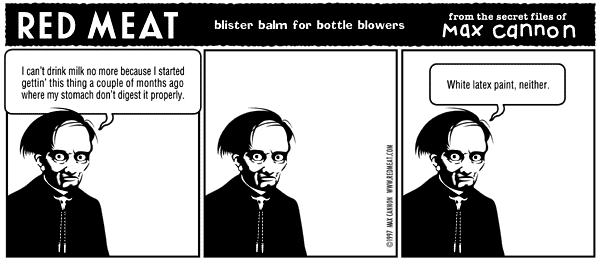 RED MEAT
blister balm for bottle blowers
from the secret files of
Max cannon
I can't drink milk no more because I started
gettin' this thing a couple of months ago
where my stomach don't digest it properly.
©1997 MAX CANNON WWW.REDMEAT.COM
White latex paint, neither.